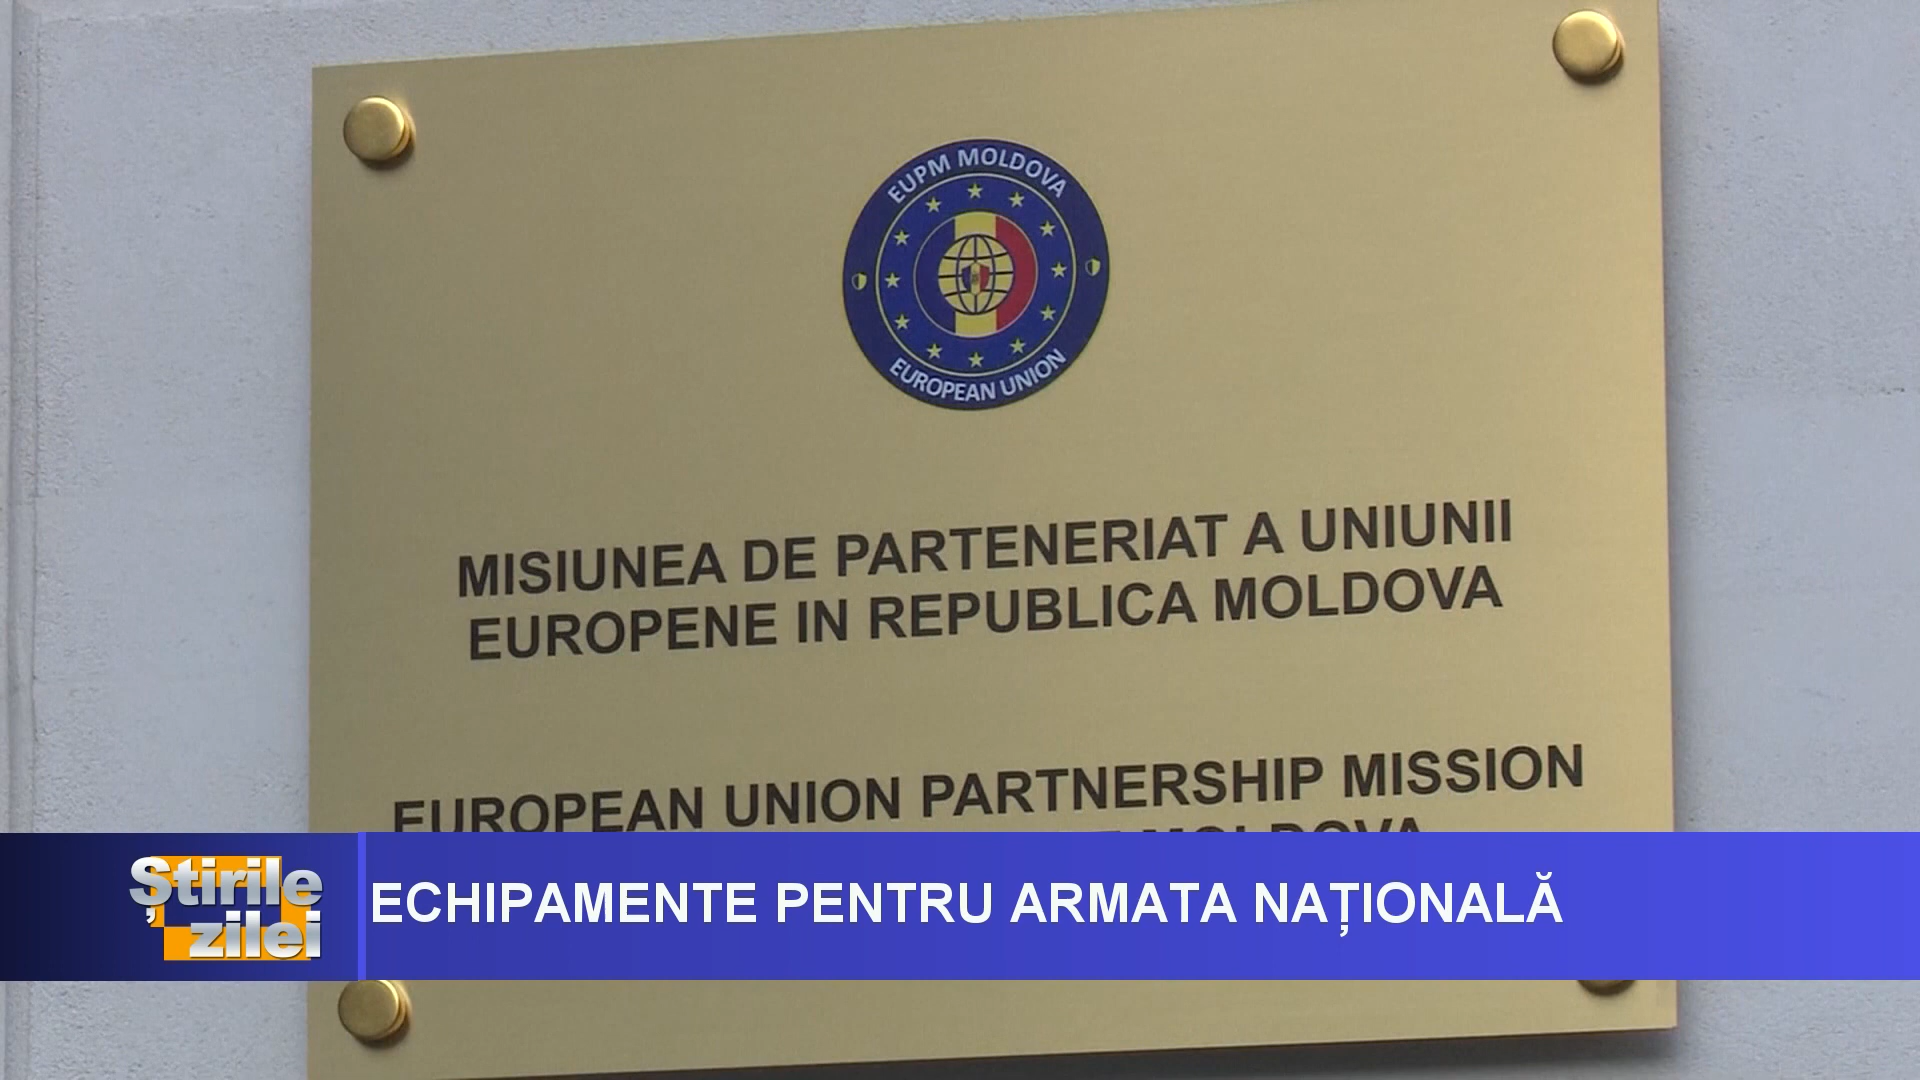 EUPM MOLDOVA
EUROPEAN UNION
MISIUNEA DE PARTENERIAT A UNIUNII
EUROPENE IN REPUBLICA MOLDOVA
EUROPEAN UNION PARTNERSHIP MISSION
MOLDOVA
Știrile
zilei
ECHIPAMENTE PENTRU ARMATA NAȚIONALĂ